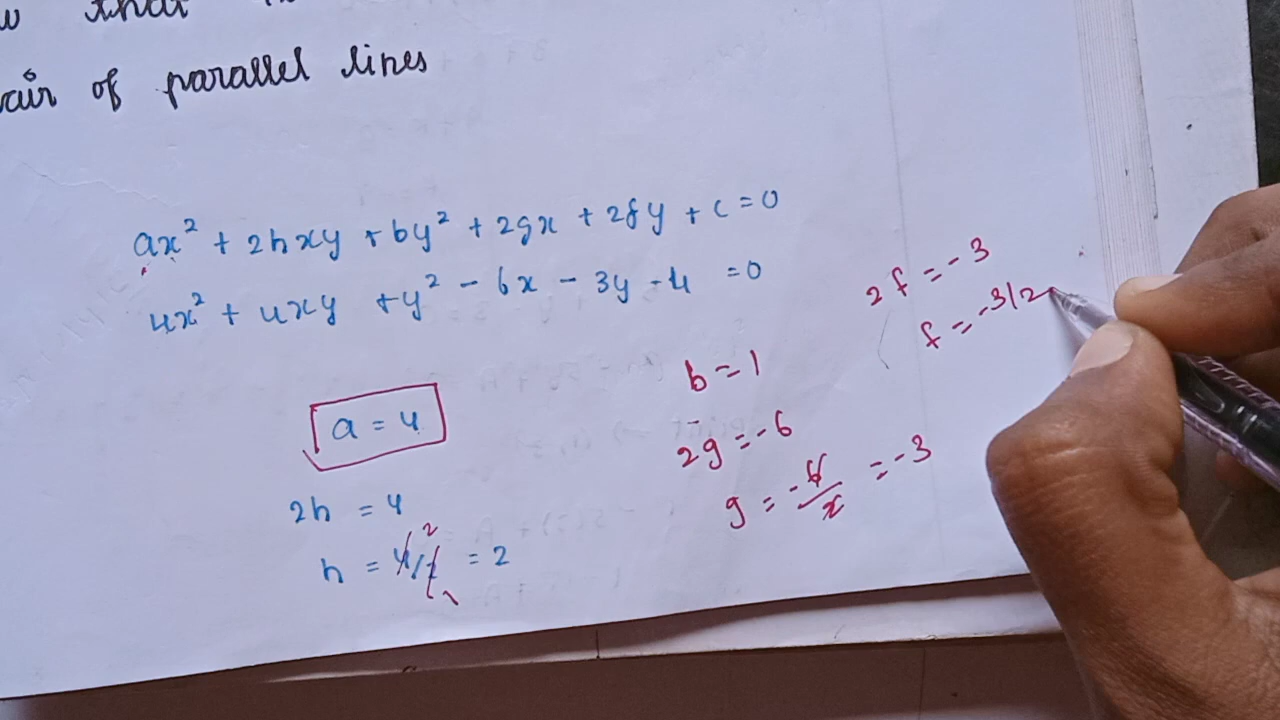 that
of parallel lines
ax² + 2hxy + by² + 2gx + 2fy + c = 0
4x² + 4xy + y² - 6x - 3y - 4 = 0
a = 4
2h = 4
h = 4/2 = 2
b = 1
2g = -6
g = -6/2 = -3
2f = -3
f = -3/2